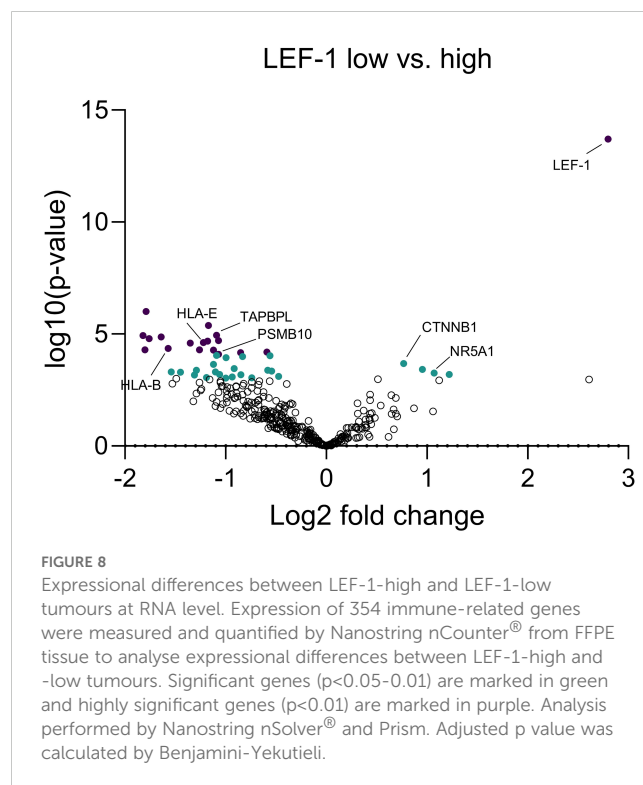 LEF-1 low vs. high
15
10
5
0
log10(p-value)
LEF-1
HLA-E
TAPBPL
PSMB10
HLA-B
CTNNB1
NR5A1
-2
-1
0
1
2
3
Log2 fold change
FIGURE 8
Expressional differences between LEF-1-high and LEF-1-low
tumours at RNA level. Expression of 354 immune-related genes
were measured and quantified by Nanostring nCounter® from FFPE
tissue to analyse expressional differences between LEF-1-high and
-low tumours. Significant genes (p<0.05-0.01) are marked in green
and highly significant genes (p<0.01) are marked in purple. Analysis
performed by Nanostring nSolver® and Prism. Adjusted p value was
calculated by Benjamini-Yekutieli.